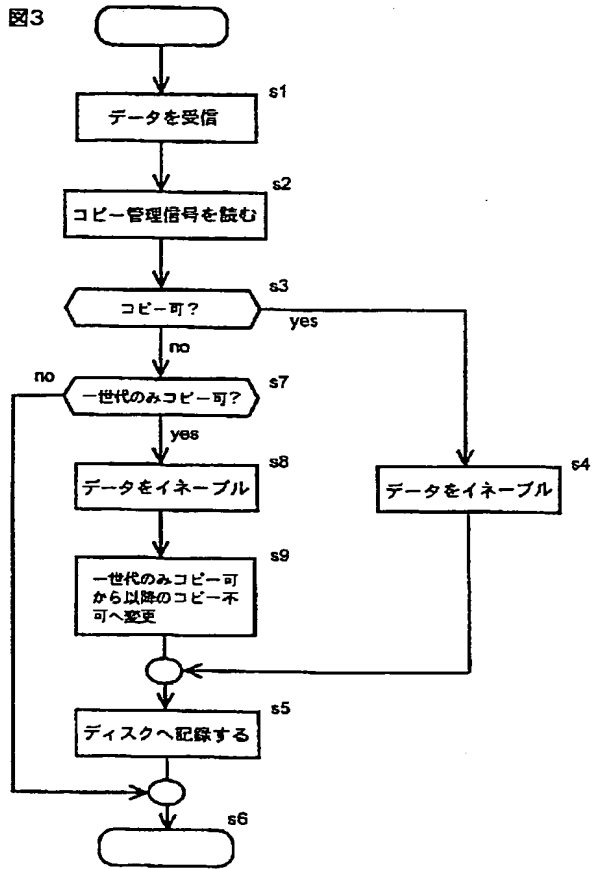 図3
s1
データを受信
s2
コピー管理信号を読む
s3
コピー可?
yes
no
no
s7
一世代のみコピー可?
yes
s8
データをイネーブル
s4
データをイネーブル
s9
一世代のみコピー可
から以降のコピー不
可へ変更
s5
ディスクへ記録する
s6